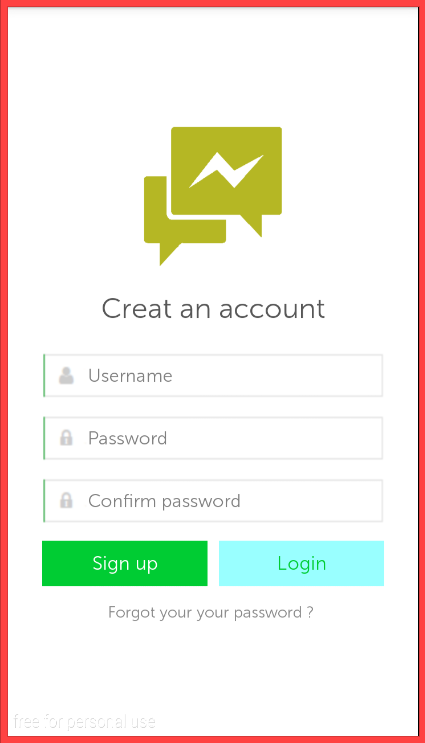 Creat an account
Username
Password
Confirm password
Sign up
Login
Forgot your your password ?
free for personal use